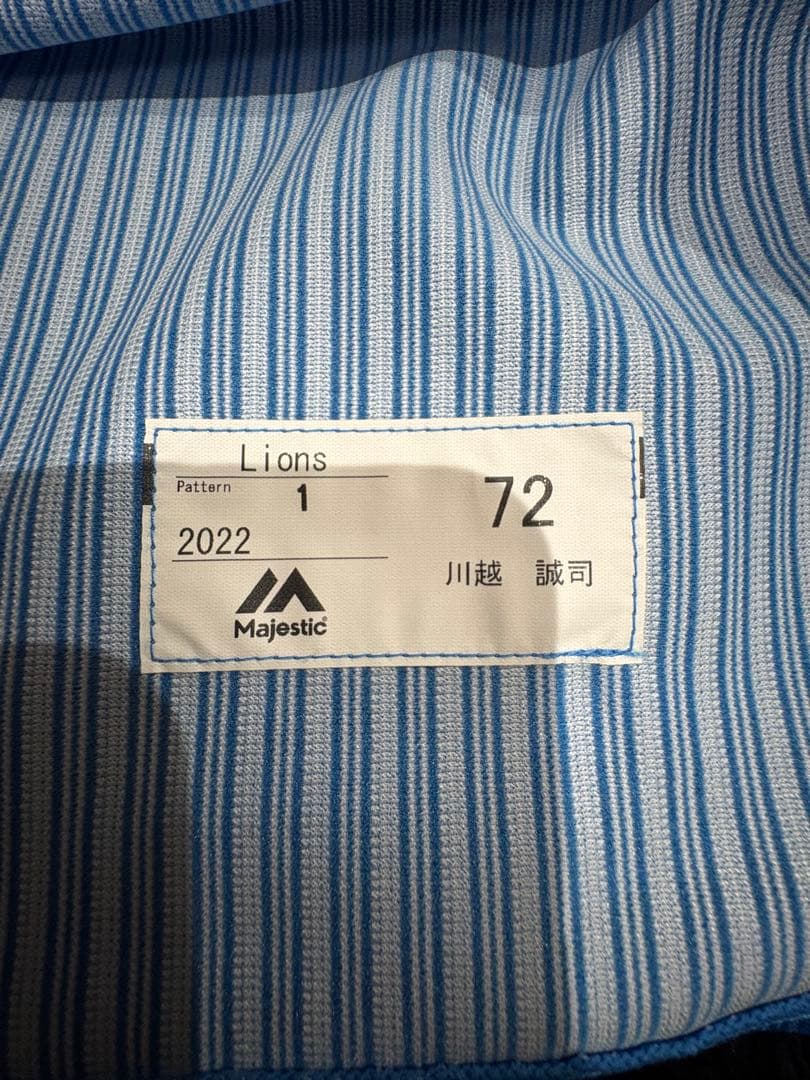 Lions
Pattern 1
2022
Majestic
72
川越 誠司